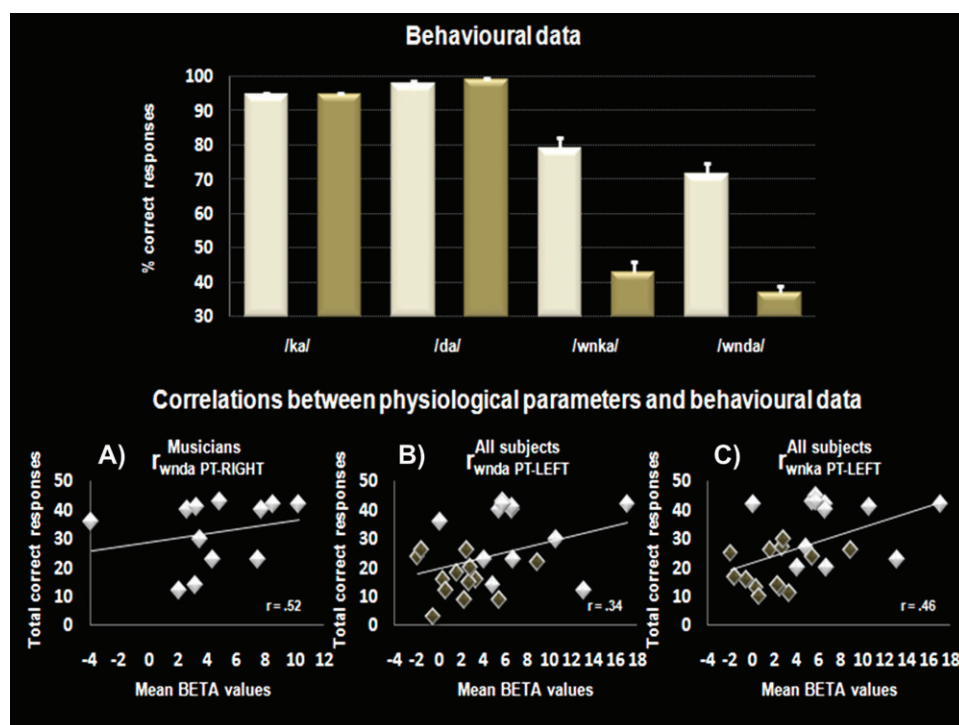 Behavioural data
% correct responses
100
90
80
70
60
50
40
30
/ka/ /da/ /wnka/ /wnda/
Correlations between physiological parameters and behavioural data
A) r Musicians wnda PT-RIGHT
Total correct responses
50
40
30
20
10
0
r = .52
-4 -2 0 2 4 6 8 10 12
Mean BETA values
B) r All subjects wnda PT-LEFT
Total correct responses
50
40
30
20
10
0
r = .34
-4 -2 0 2 4 6 8 10 12 14 16 18
Mean BETA values
C) r All subjects wnka PT-LEFT
Total correct responses
50
40
30
20
10
0
r = .46
-4 -2 0 2 4 6 8 10 12 14 16 18
Mean BETA values